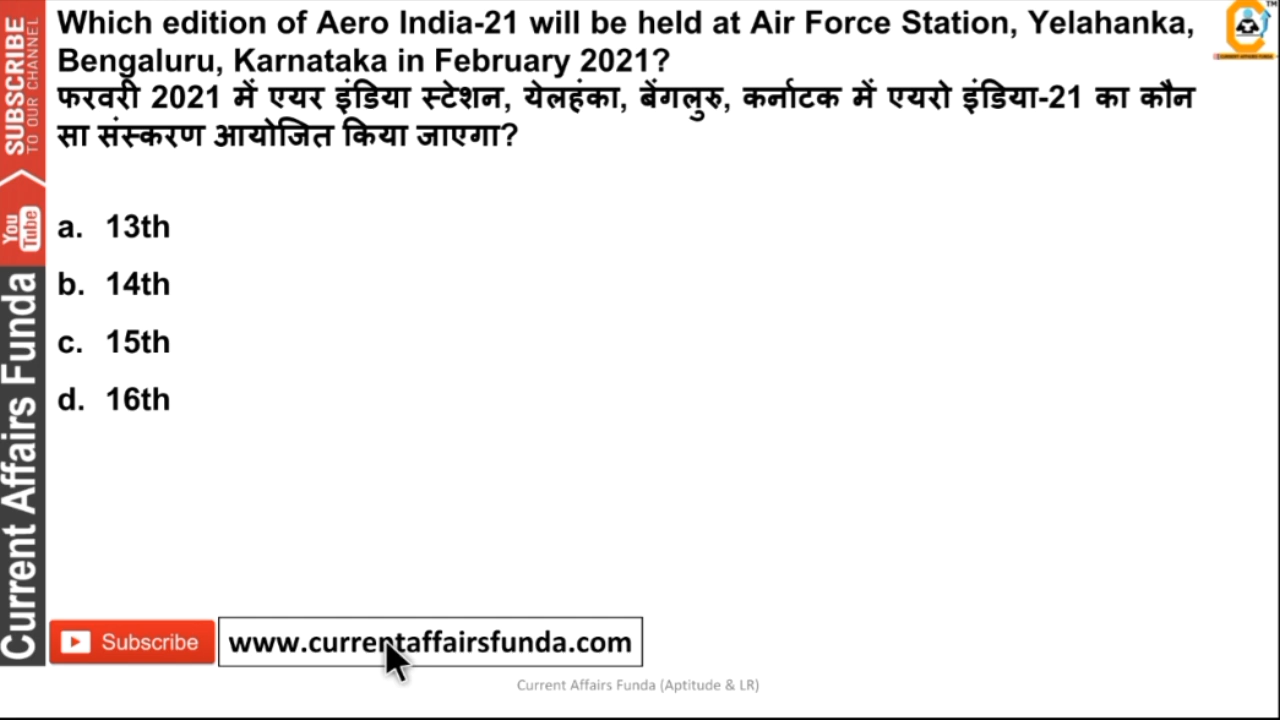 Which edition of Aero India-21 will be held at Air Force Station, Yelahanka,
Bengaluru, Karnataka in February 2021?
फरवरी 2021 में एयर इंडिया स्टेशन, येलहंका, बेंगलुरु, कर्नाटक में एयरो इंडिया-21 का कौन
सा संस्करण आयोजित किया जाएगा?
a. 13th
b. 14th
c. 15th
d. 16th
SUBSCRIBE
TO OUR CHANNEL
You
Tube
Current Affairs Funda
Subscribe
www.currentaffairsfunda.com
Current Affairs Funda (Aptitude & LR)
TM